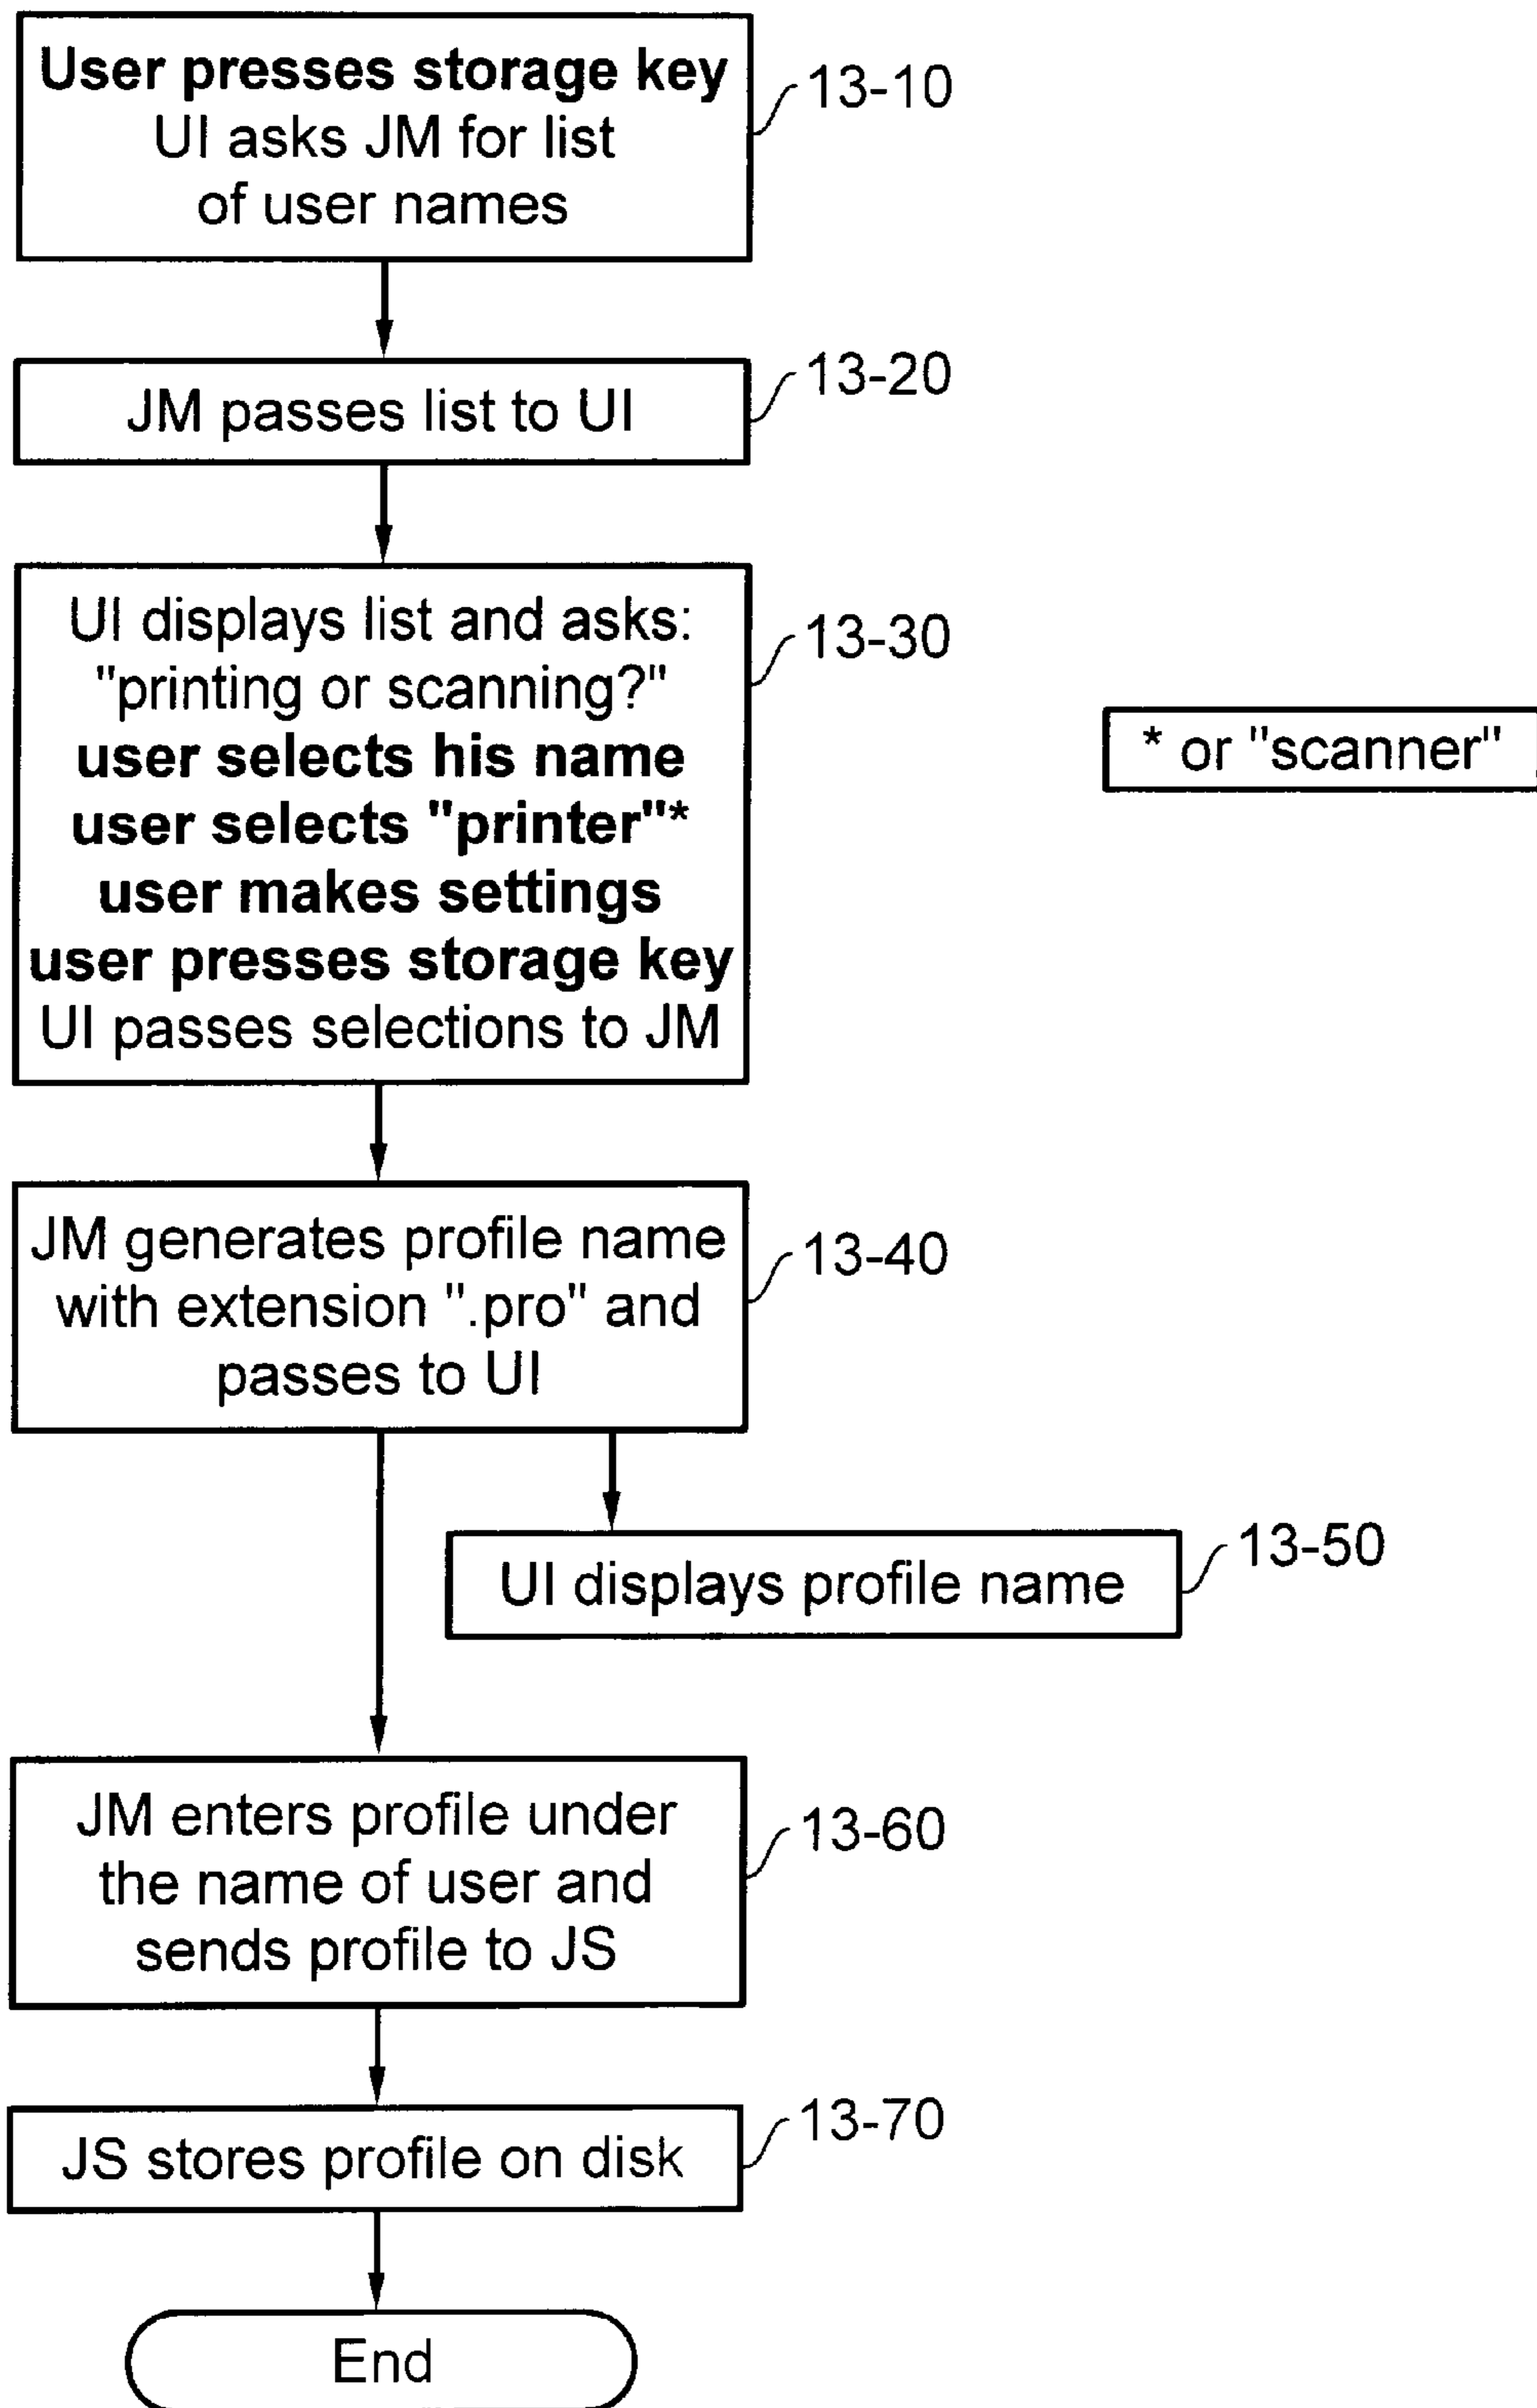 User presses storage key
UI asks JM for list
of user names
13-10
JM passes list to UI
13-20
UI displays list and asks:
"printing or scanning?"
user selects his name
user selects "printer"*
user makes settings
user presses storage key
UI passes selections to JM
13-30
* or "scanner"
JM generates profile name
with extension ".pro" and
passes to UI
13-40
UI displays profile name
13-50
JM enters profile under
the name of user and
sends profile to JS
13-60
JS stores profile on disk
13-70
End